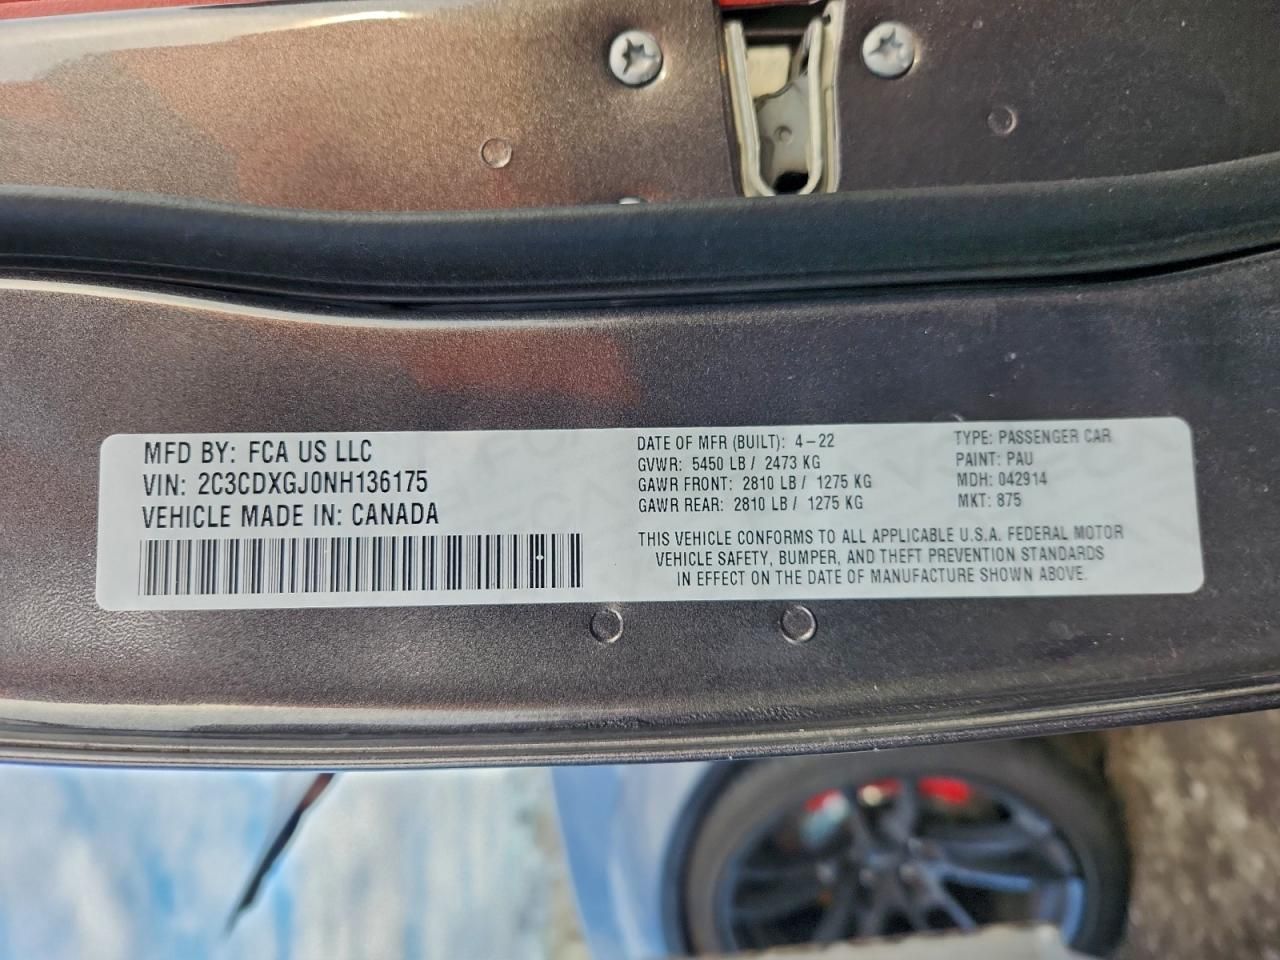 MFD BY: FCA US LLC
VIN: 2C3CDXGJ0NH136175
VEHICLE MADE IN: CANADA
DATE OF MFR (BUILT): 4-22
GVWR: 5450 LB / 2473 KG
GAWR FRONT: 2810 LB / 1275 KG
GAWR REAR: 2810 LB / 1275 KG
TYPE: PASSENGER CAR
PAINT: PAU
MDH: 042914
MKT: 875
THIS VEHICLE CONFORMS TO ALL APPLICABLE U.S.A. FEDERAL MOTOR
VEHICLE SAFETY, BUMPER, AND THEFT PREVENTION STANDARDS
IN EFFECT ON THE DATE OF MANUFACTURE SHOWN ABOVE.